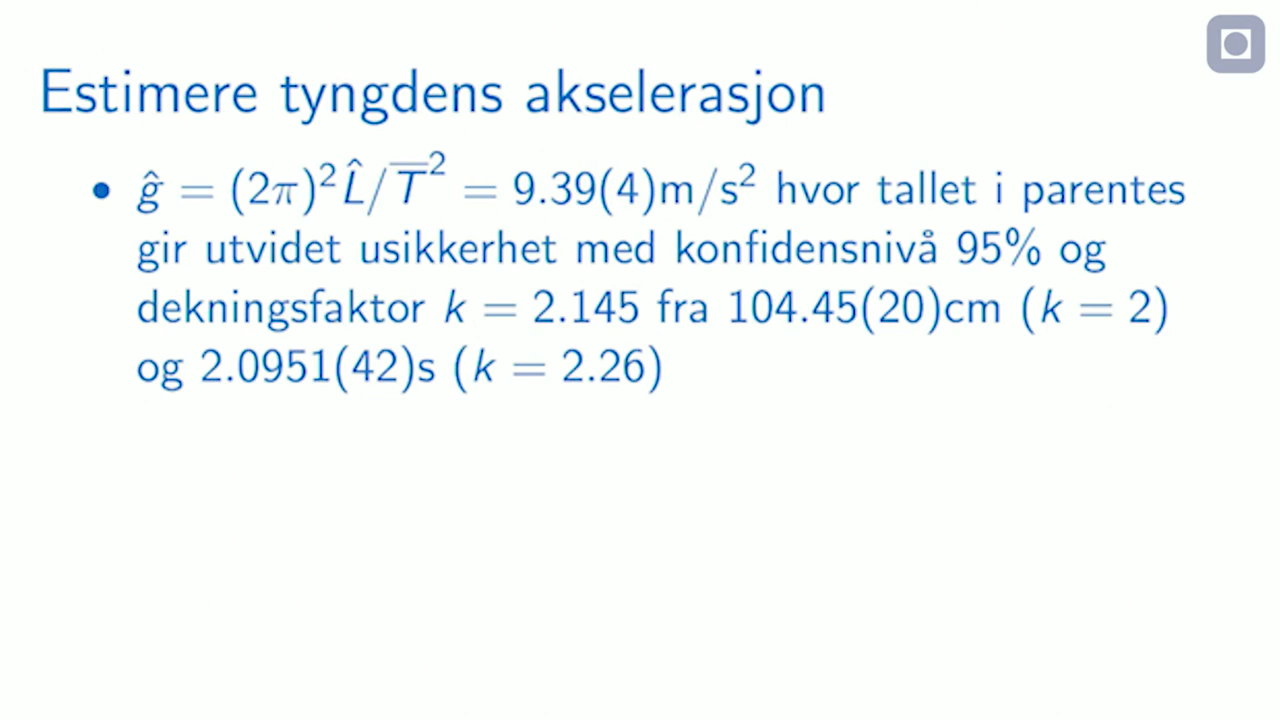 Estimere tyngdens akselerasjon
• ĝ = (2π)²L̂/T̅² = 9.39(4)m/s² hvor tallet i parentes
gir utvidet usikkerhet med konfidensnivå 95% og
dekningsfaktor k = 2.145 fra 104.45(20)cm (k = 2)
og 2.0951(42)s (k = 2.26)